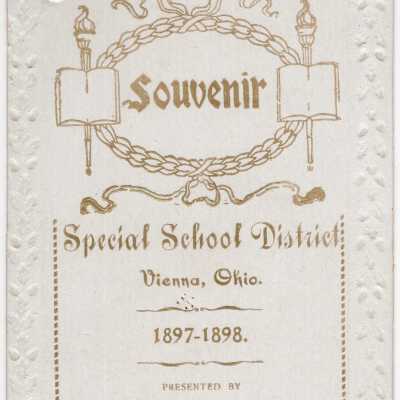 Souvenir
Special School District
Vienna, Ohio.
1897-1898.
PRESENTED BY